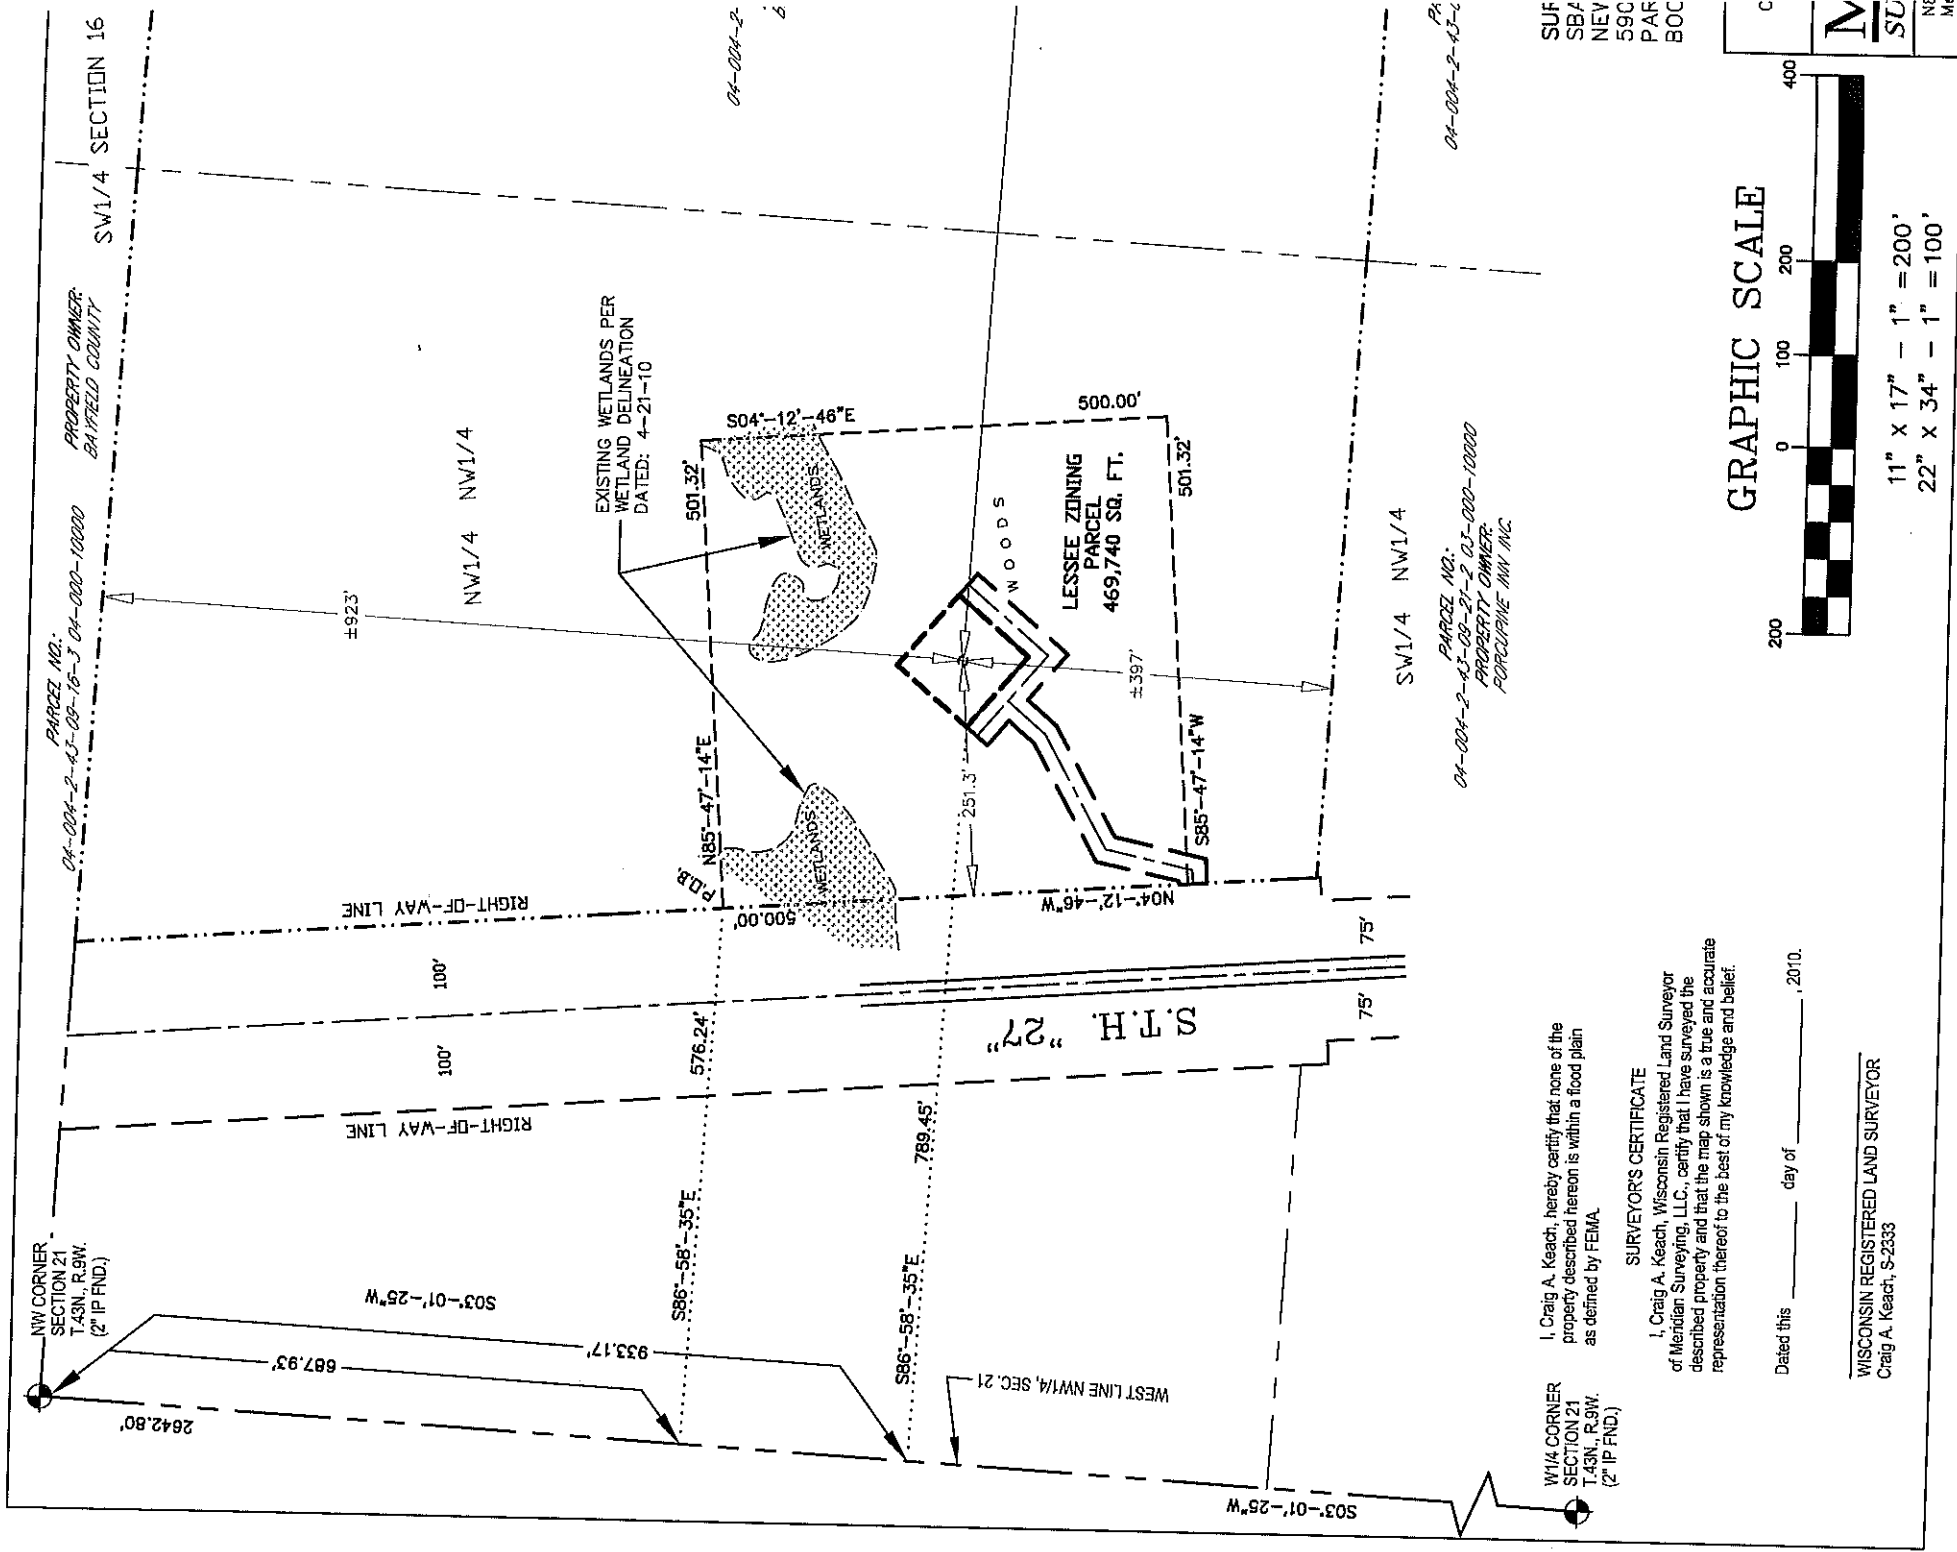 SW1/4 SECTION 16
PROPERTY OWNER:
BAYFIELD COUNTY
PARCEL NO.:
04-004-2-43-09-16-3 04-000-10000
04-004-2-
NW1/4 NW1/4
±923'
EXISTING WETLANDS PER
WETLAND DELINEATION
DATED: 4-21-10
S04°-12'-46"E
500.00'
501.32'
WETLANDS
LESSEE ZONING
PARCEL
469,740 SQ. FT.
WOODS
501.32'
±397'
N85°-47'-14"E
P.O.B.
WETLANDS
251.3'
S85°-47'-14"W
500.00'
N04°-12'-46"W
RIGHT-OF-WAY LINE
100'
100'
RIGHT-OF-WAY LINE
576.24'
789.45'
S.T.H. "27"
75'
75'
S86°-58'-35"E
S86°-58'-35"E
NW CORNER
SECTION 21
T.43N., R.9W.
(2" IP FND.)
S03°-01'-25"W
687.93'
933.17'
2642.80'
WEST LINE NW1/4, SEC. 21
S03°-01'-25"W
W1/4 CORNER
SECTION 21
T.43N., R.9W.
(2" IP FND.)
SW1/4 NW1/4
PARCEL NO.:
04-004-2-43-09-21-2 03-000-10000
PROPERTY OWNER:
PORCUPINE INN INC.
I, Craig A. Keach, hereby certify that none of the
property described hereon is within a flood plain
as defined by FEMA.
SURVEYOR'S CERTIFICATE
I, Craig A. Keach, Wisconsin Registered Land Surveyor
of Meridian Surveying, LLC., certify that I have surveyed the
described property and that the map shown is a true and accurate
representation thereof to the best of my knowledge and belief.
Dated this ______ day of ____________, 2010.
WISCONSIN REGISTERED LAND SURVEYOR
Craig A. Keach, S-2333
GRAPHIC SCALE
200 0 100 200 400
11" X 17" - 1"=200'
22" X 34" - 1"=100'
SUR
SBA
NEV
590
PAR
BOO
M
SU